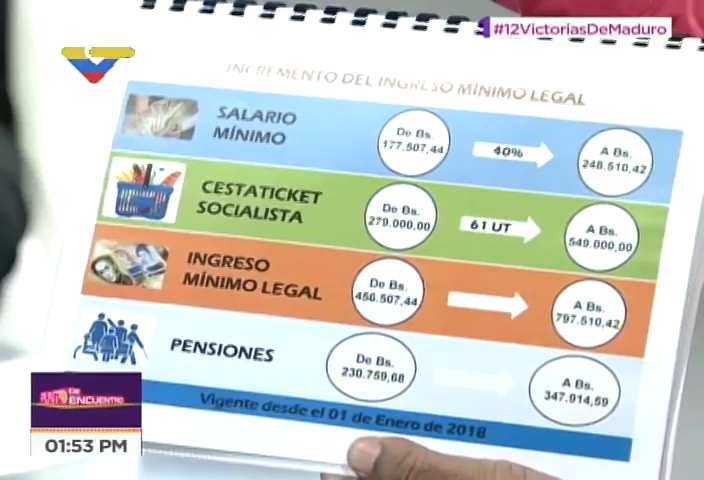 #12VictoriasDeMaduro
INCREMENTO DEL INGRESO MÍNIMO LEGAL
SALARIO
MÍNIMO
De Bs.
177.507,44
40%
A Bs.
248.510,42
CESTATICKET
SOCIALISTA
De Bs.
279.000,00
61 UT
A Bs.
549.000,00
INGRESO
MÍNIMO LEGAL
De Bs.
456.507,44
A Bs.
797.510,42
PENSIONES
De Bs.
230.759,68
A Bs.
347.914,59
Vigente desde el 01 de Enero de 2018
ENCUENTRO
01:53 PM